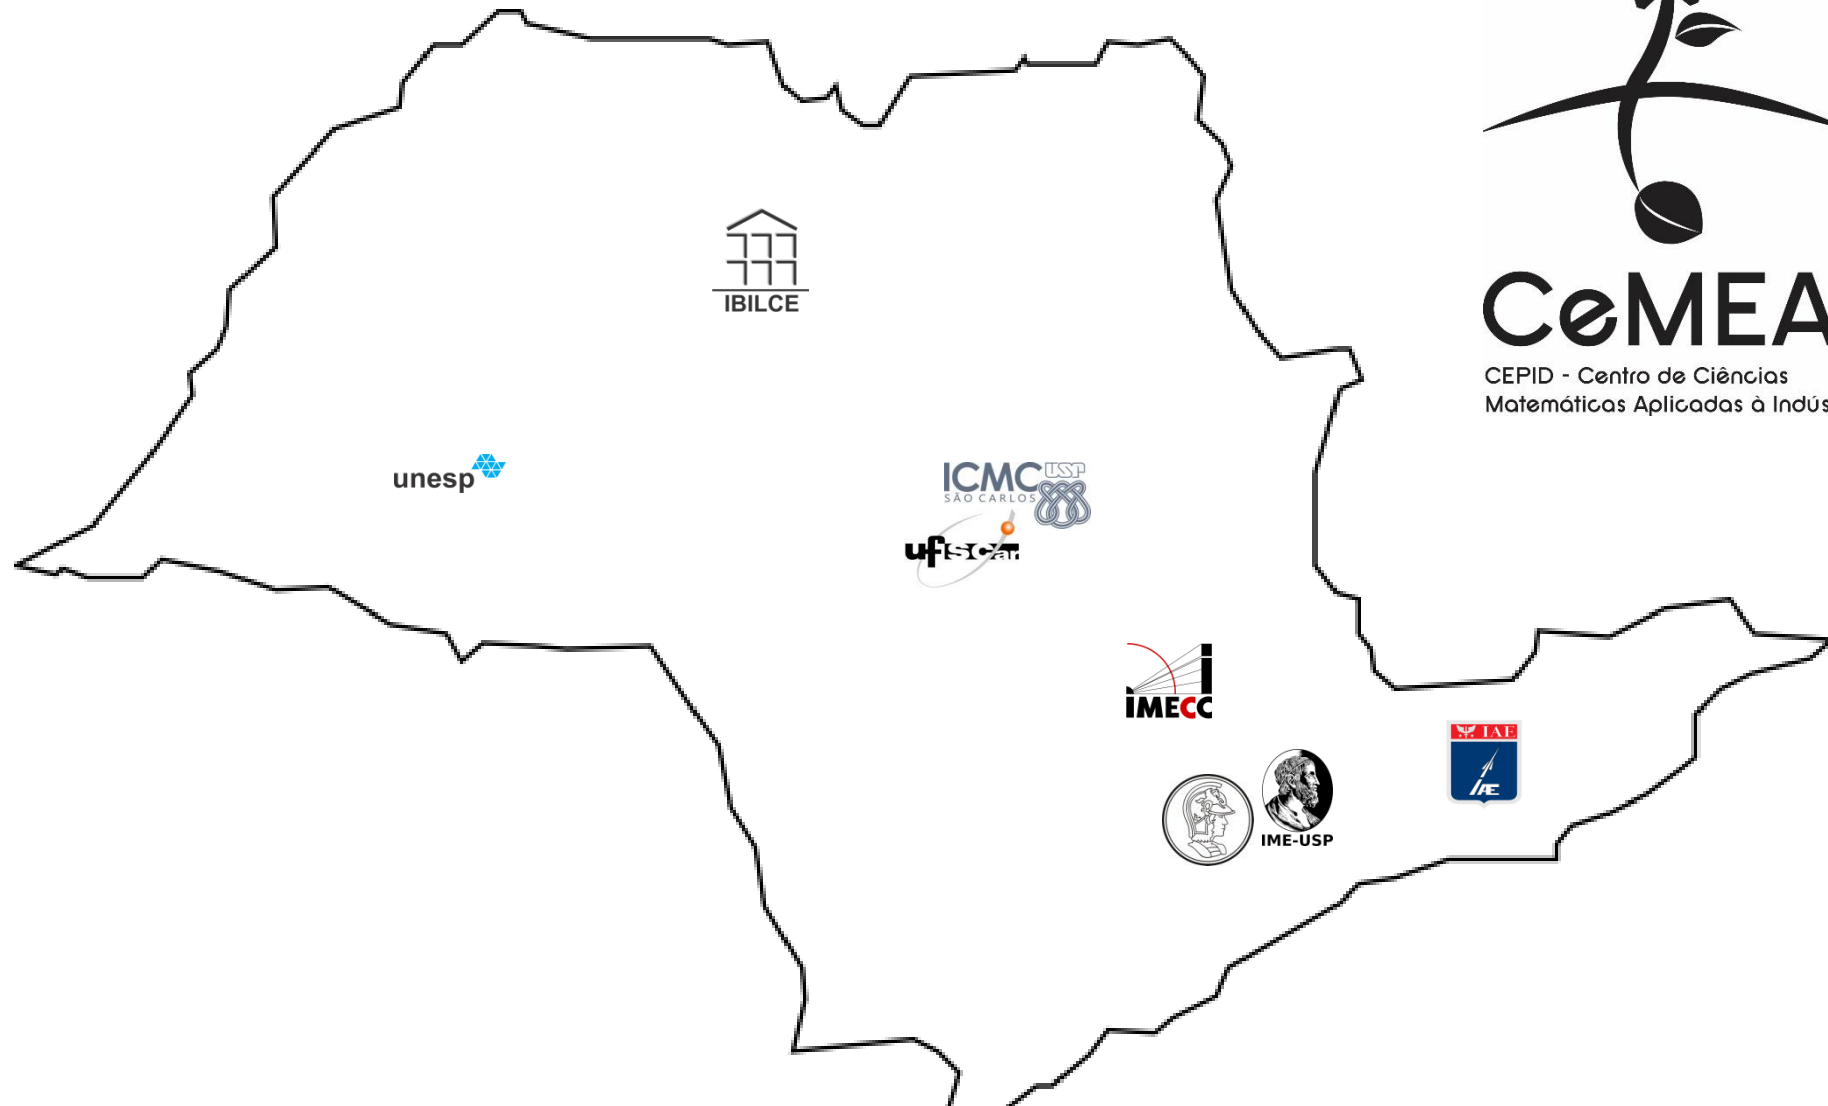 IBILCE
CeMEA
CEPID - Centro de Ciências
Matemáticas Aplicadas à Indús
unesp
ICMC USP
SÃO CARLOS
ufscar
iMECC
IAE
IAE
IME-USP